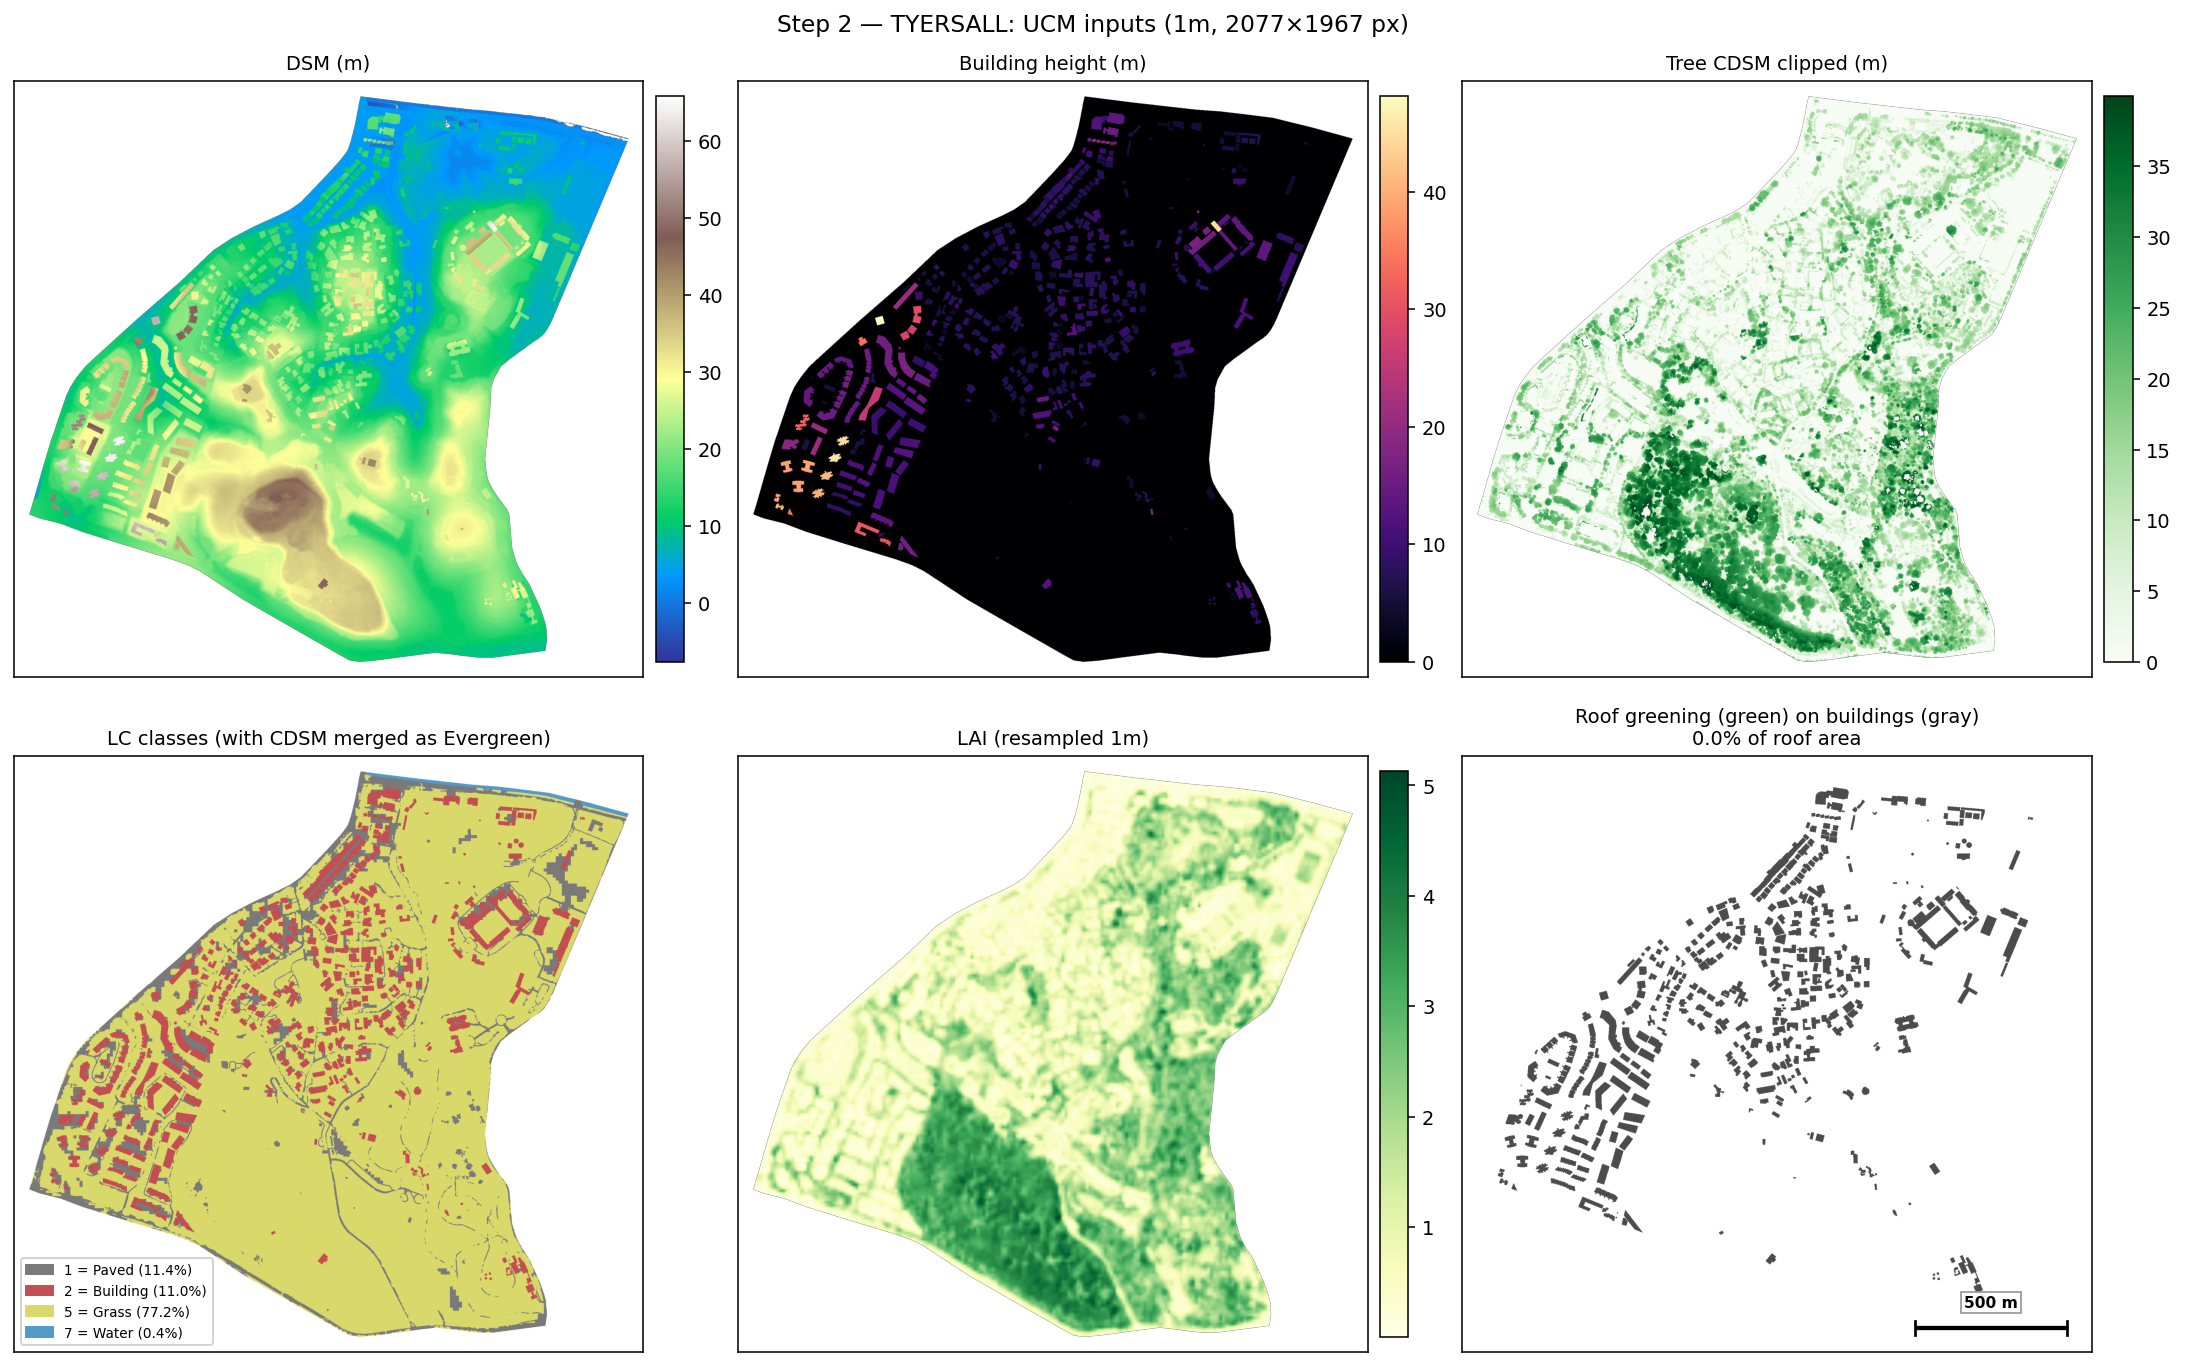 Step 2 — TYERSALL: UCM inputs (1m, 2077×1967 px)
DSM (m)
60
50
40
30
20
10
0
Building height (m)
40
30
20
10
0
Tree CDSM clipped (m)
35
30
25
20
15
10
5
0
LC classes (with CDSM merged as Evergreen)
1 = Paved (11.4%)
2 = Building (11.0%)
5 = Grass (77.2%)
7 = Water (0.4%)
LAI (resampled 1m)
5
4
3
2
1
Roof greening (green) on buildings (gray)
0.0% of roof area
500 m